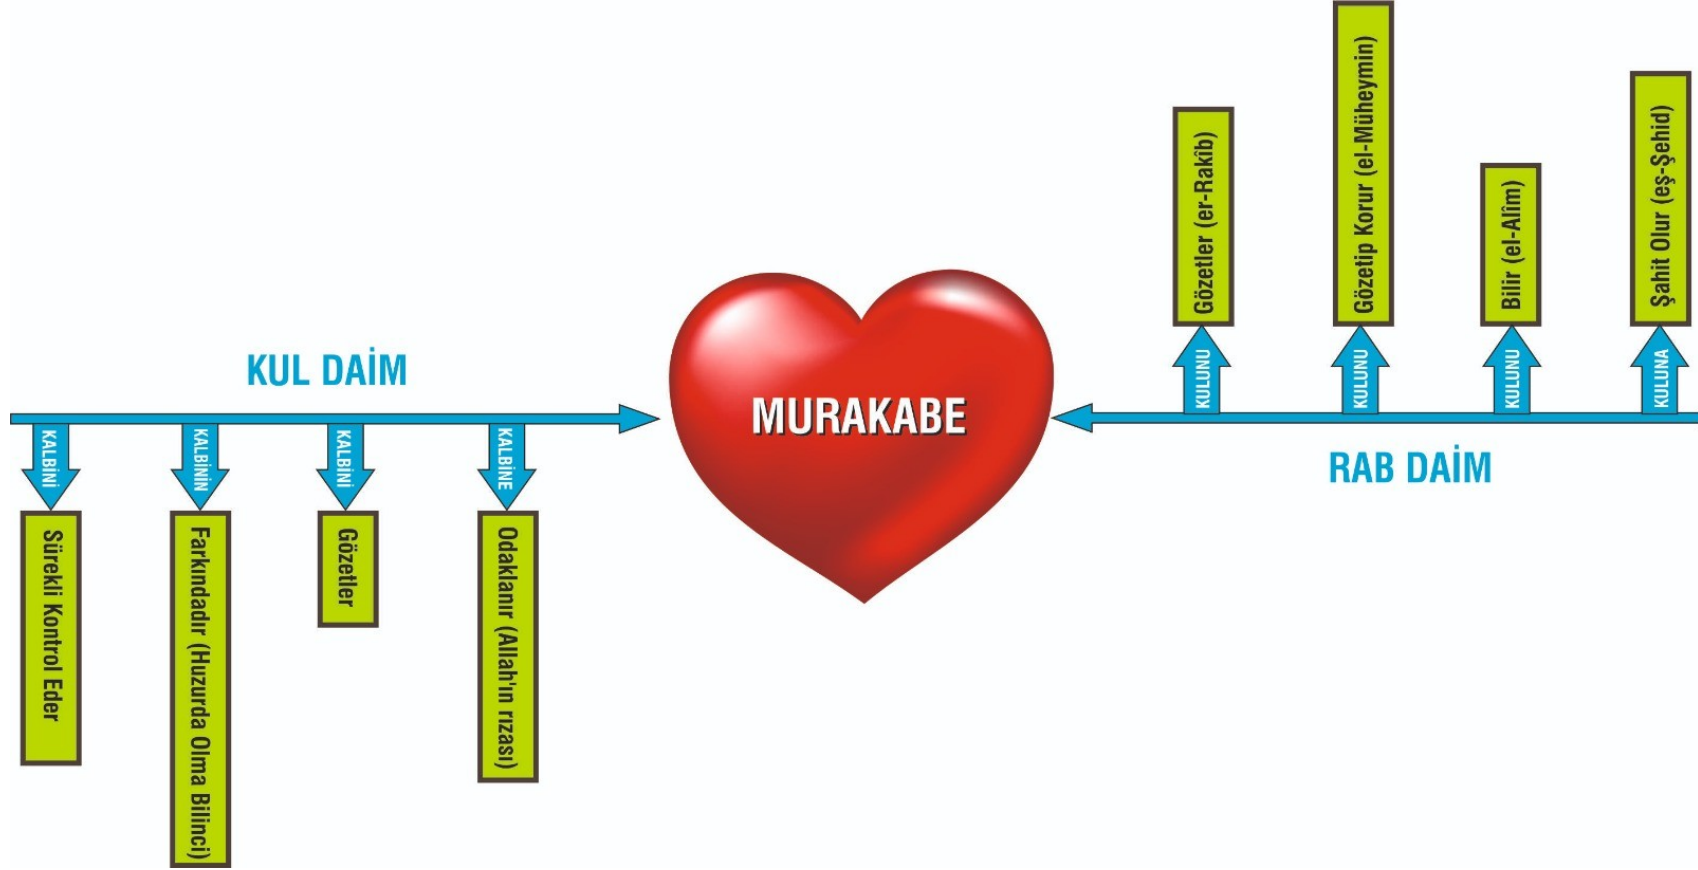 KUL DAİM
KALBİNİ
Sürekli Kontrol Eder
KALBİNİN
Farkındadır (Huzurda Olma Bilinci)
KALBİNİ
Gözetler
KALBİNE
Odaklanır (Allah'ın rızası)
MURAKABE
RAB DAİM
KULUNU
Gözetler (er-Rakîb)
KULUNU
Gözetip Korur (el-Müheymin)
KULUNU
Bilir (el-Alîm)
KULUNA
Şahit Olur (eş-Şehid)